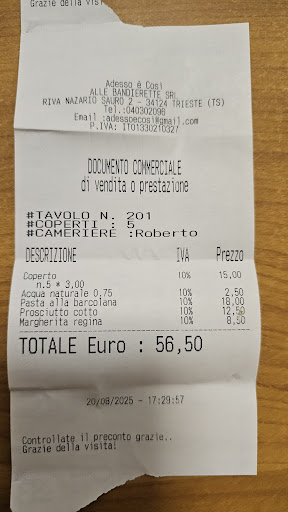 Grazie della visita!
Adesso è Così
ALLE BANDIERETTE SRL
RIVA NAZARIO SAURO 2 - 34124 TRIESTE (TS)
Tel.:040302096
Email :adessoecosi@gmail.com
P.IVA: IT01330210327
DOCUMENTO COMMERCIALE
di vendita o prestazione
#TAVOLO N. 201
#COPERTI : 5
#CAMERIERE :Roberto
DESCRIZIONE IVA Prezzo
Coperto 10% 15,00
n.5 * 3,00
Acqua naturale 0,75 10% 2,50
Pasta alla barcolana 10% 18,00
Prosciutto cotto 10% 12,50
Margherita regina 10% 8,50
TOTALE Euro : 56,50
20/08/2025 - 17:29:57
Controllate il preconto grazie..
Grazie della visita!